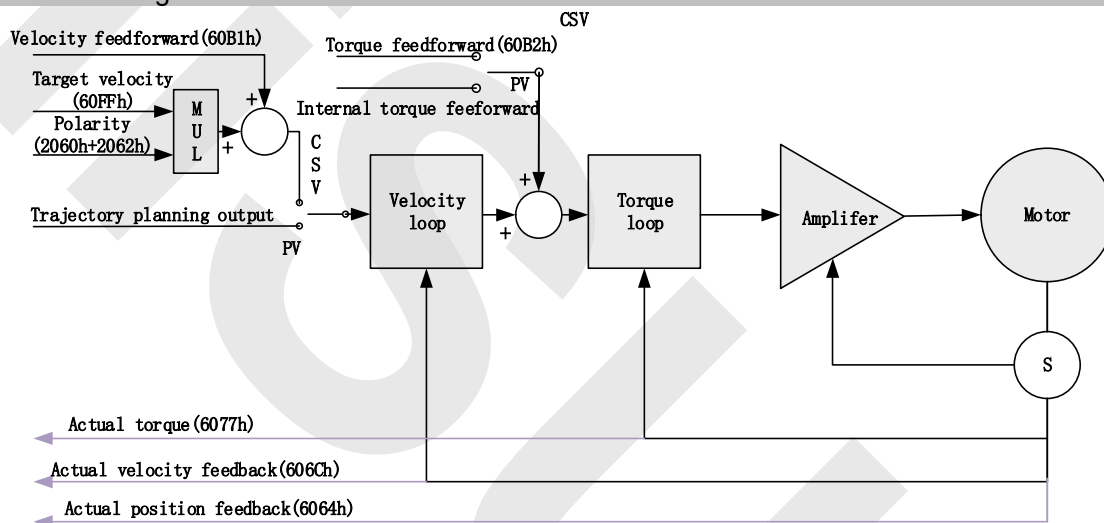 CSV
Velocity feedforward(60B1h)
Torque feedforward(60B2h)
Target velocity
(60FFh)
PV
Internal torque feeforward
Polarity
(2060h+2062h)
M
U
L
+
+
C
S
V
Trajectory planning output
PV
Velocity
loop
+
+
Torque
loop
Amplifer
Motor
S
Actual torque(6077h)
Actual velocity feedback(606Ch)
Actual position feedback(6064h)